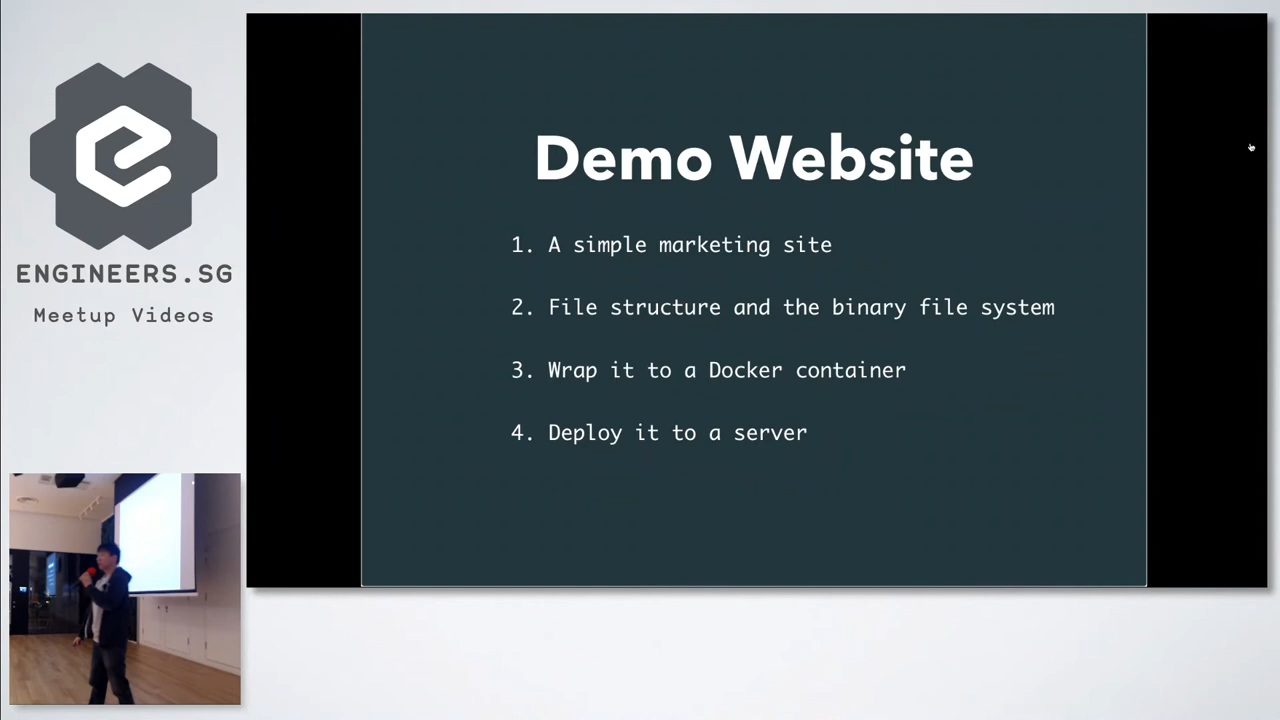 ENGINEERS.SG
Meetup Videos
Demo Website
1. A simple marketing site
2. File structure and the binary file system
3. Wrap it to a Docker container
4. Deploy it to a server